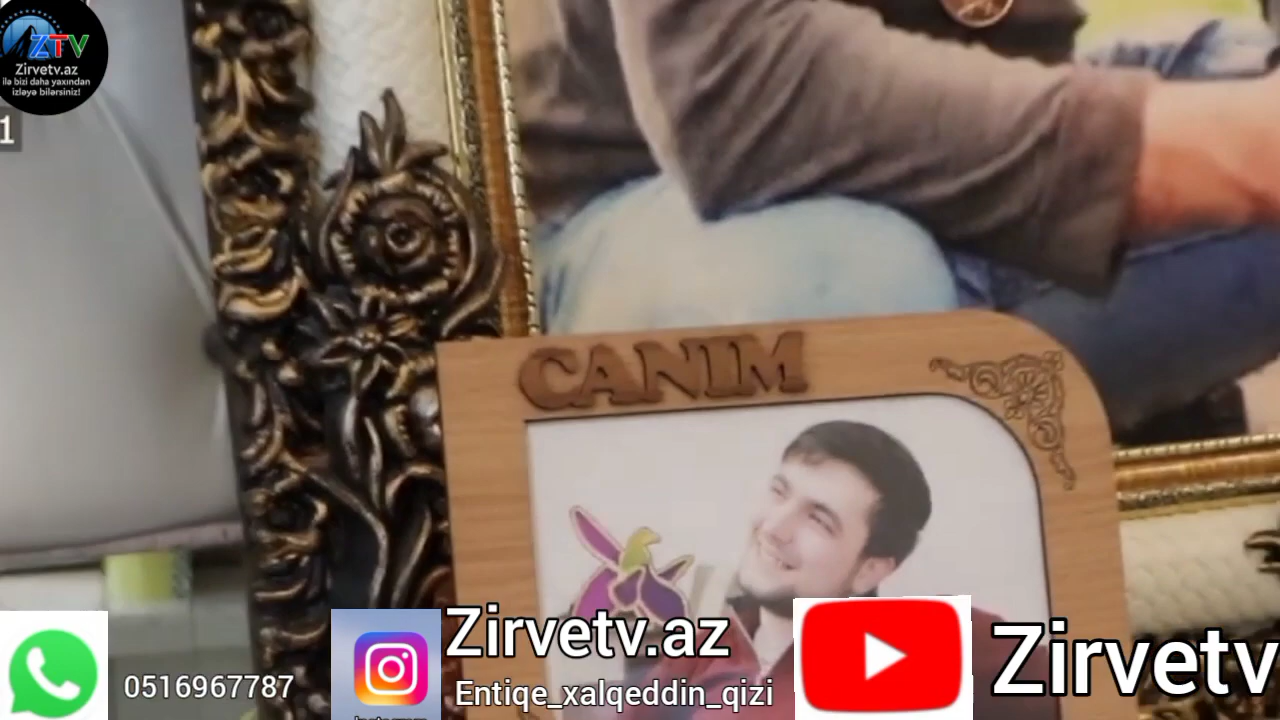 ZTV
Zirvetv.az
ilə bizi daha yaxından
izləyə bilərsiniz!
1
CANIM
0516967787
Zirvetv.az
Entiqe_xalqeddin_qizi
Zirvetv